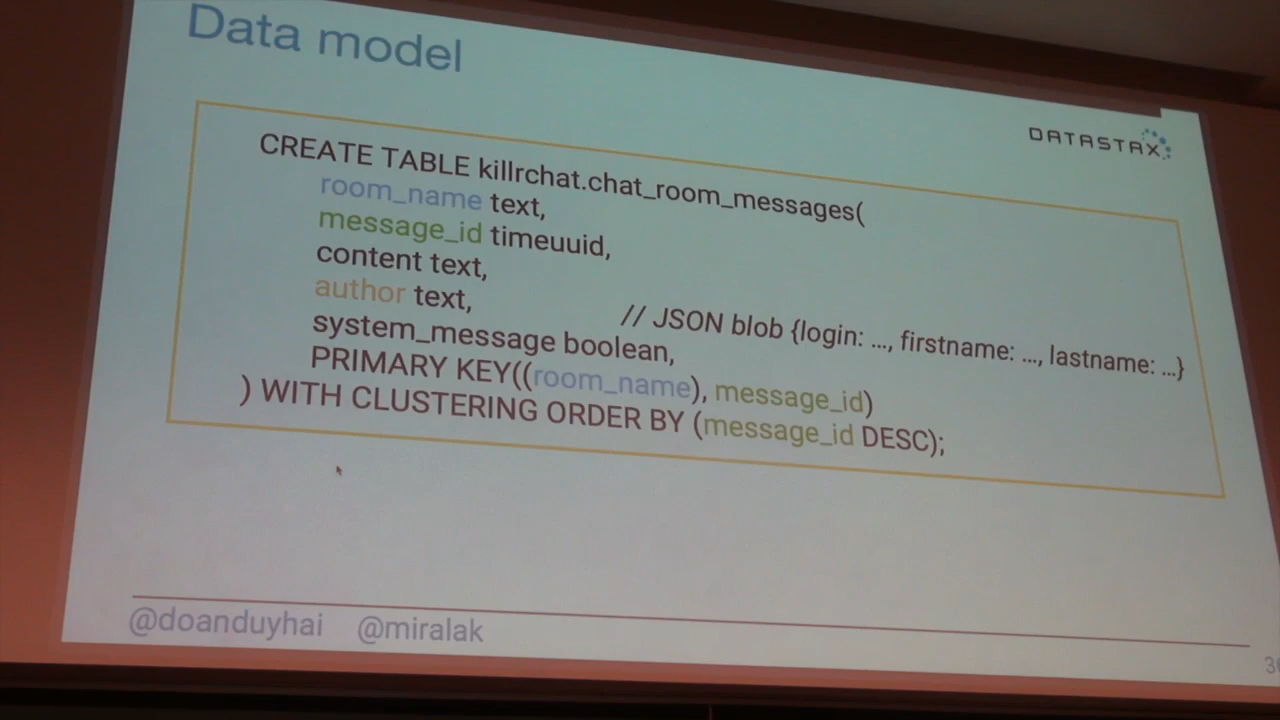 Data model
DATASTAX
CREATE TABLE killrchat.chat_room_messages(
room_name text,
message_id timeuuid,
content text,
author text, // JSON blob {login: ..., firstname: ..., lastname: ...}
system_message boolean,
PRIMARY KEY((room_name), message_id)
) WITH CLUSTERING ORDER BY (message_id DESC);
@doanduyhai @miralak